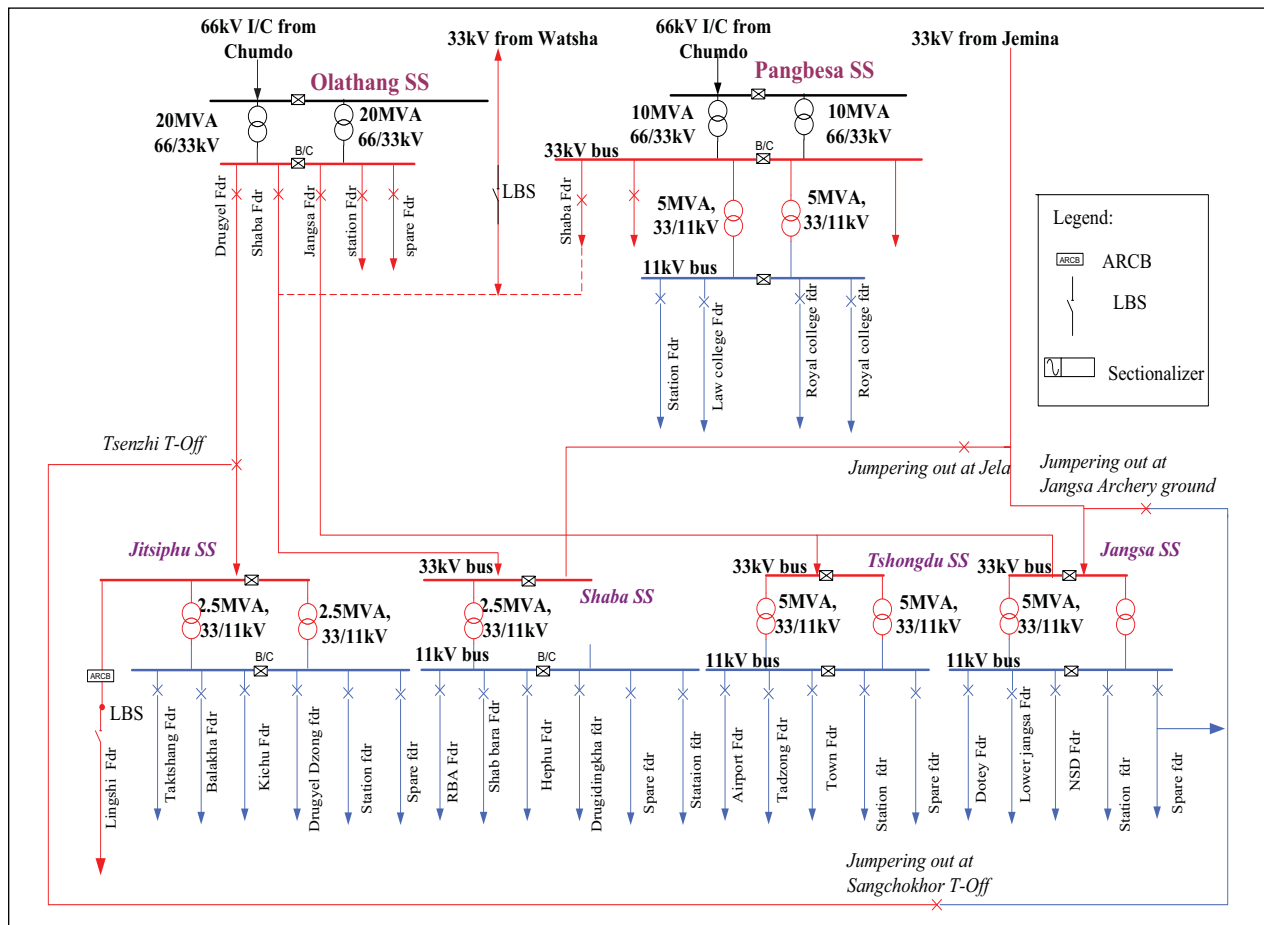 66kV I/C from
Chumdo
33kV from Watsha
66kV I/C from
Chumdo
33kV from Jemina
Olathang SS
Pangbesa SS
20MVA
66/33kV
20MVA
66/33kV
10MVA
66/33kV
10MVA
66/33kV
B/C
33kV bus
B/C
Drugyel Fdr
Shaba Fdr
Jangsa Fdr
station Fdr
spare Fdr
LBS
Shaba Fdr
5MVA,
33/11kV
5MVA,
33/11kV
11kV bus
Station Fdr
Law college Fdr
Royal college fdr
Royal college fdr
Legend:
ARCB
ARCB
LBS
Sectionalizer
Tsenzhi T-Off
Jumpering out at Jela
Jumpering out at
Jangsa Archery ground
Jitsiphu SS
33kV bus
Shaba SS
33kV bus
Tshongdu SS
33kV bus
Jangsa SS
2.5MVA,
33/11kV
2.5MVA,
33/11kV
2.5MVA,
33/11kV
5MVA,
33/11kV
5MVA,
33/11kV
5MVA,
33/11kV
B/C
11kV bus
B/C
11kV bus
11kV bus
ARCB
LBS
Lingshi Fdr
Taktshang Fdr
Balakha Fdr
Kichu Fdr
Drugyel Dzong fdr
Station fdr
Spare fdr
RBA Fdr
Shab bara Fdr
Hephu Fdr
Drugidingkha fdr
Spare fdr
Stataion fdr
Airport Fdr
Tadzong Fdr
Town Fdr
Station fdr
Spare fdr
Dotey Fdr
Lower jangsa Fdr
NSD Fdr
Station fdr
Spare fdr
Jumpering out at
Sangchokhor T-Off